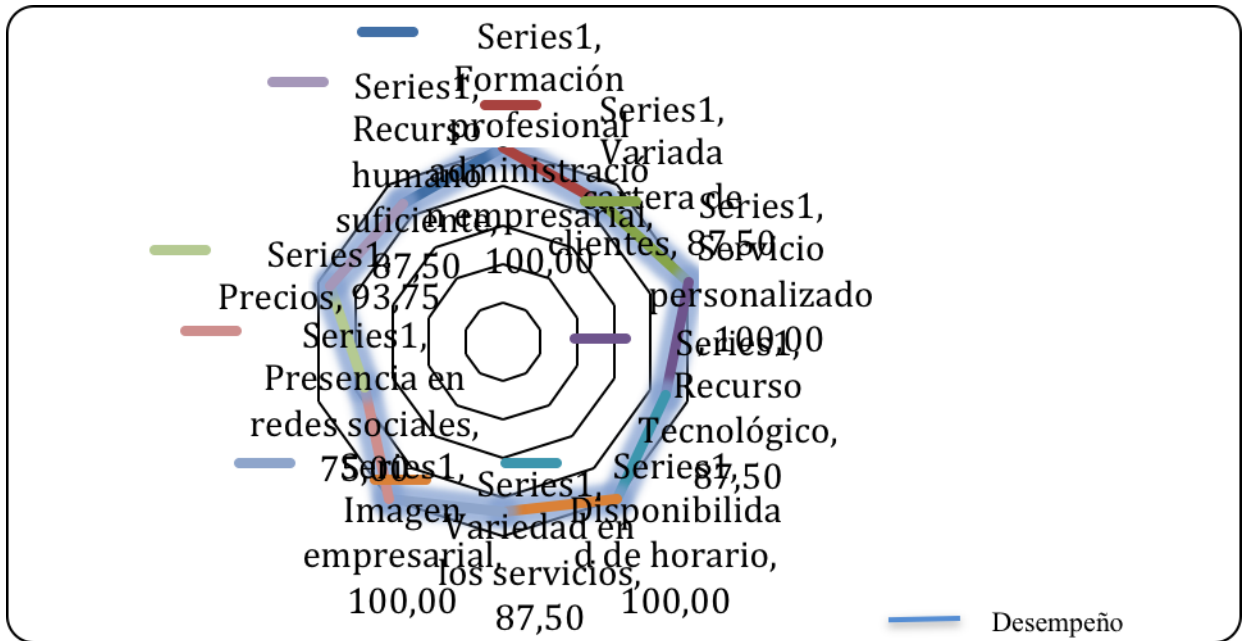 Series1,
Formación
profesional
administració
n empresarial,
100,00
Series1,
Variada
cartera de
clientes, 87,50
Series1,
Servicio
personalizado
, 100,00
Series1,
Recurso
Tecnológico,
87,50
Series1,
Disponibilida
d de horario,
100,00
Series1,
Variedad en
los servicios,
87,50
Series1,
Imagen
empresarial,
100,00
Series1,
Presencia en
redes sociales,
75,00
Series1,
Precios, 93,75
Series1,
Recurso
humano
suficiente,
87,50
Desempeño